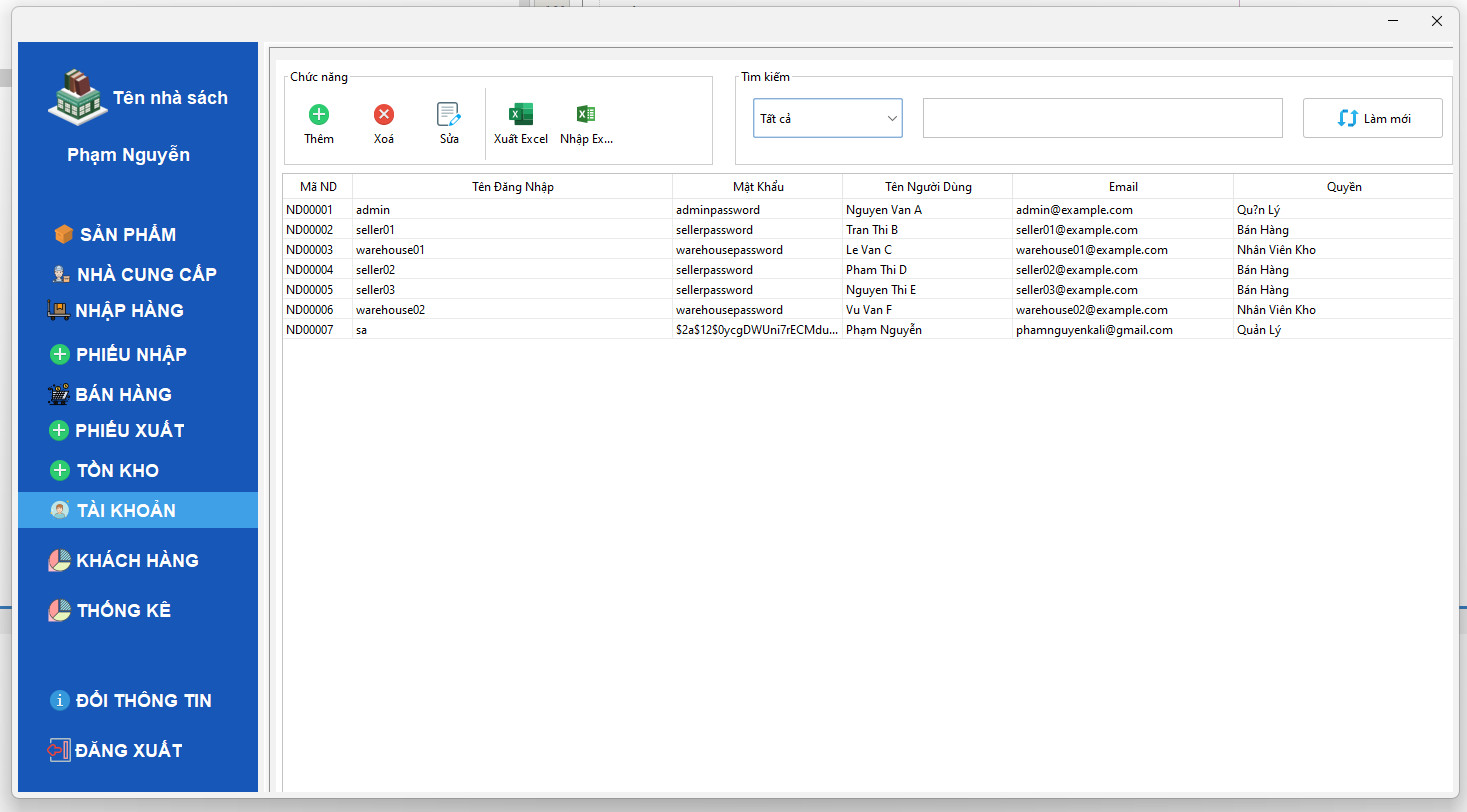 Tên nhà sách
Phạm Nguyễn
SẢN PHẨM
NHÀ CUNG CẤP
NHẬP HÀNG
PHIẾU NHẬP
BÁN HÀNG
PHIẾU XUẤT
TỒN KHO
TÀI KHOẢN
KHÁCH HÀNG
THỐNG KÊ
ĐỔI THÔNG TIN
ĐĂNG XUẤT
Chức năng
Thêm Xoá Sửa Xuất Excel Nhập Ex...
Tìm kiếm
Tất cả Làm mới
Mã ND Tên Đăng Nhập Mật Khẩu Tên Người Dùng Email Quyền
ND00001 admin adminpassword Nguyen Van A admin@example.com Qu?n Lý
ND00002 seller01 sellerpassword Tran Thi B seller01@example.com Bán Hàng
ND00003 warehouse01 warehousepassword Le Van C warehouse01@example.com Nhân Viên Kho
ND00004 seller02 sellerpassword Pham Thi D seller02@example.com Bán Hàng
ND00005 seller03 sellerpassword Nguyen Thi E seller03@example.com Bán Hàng
ND00006 warehouse02 warehousepassword Vu Van F warehouse02@example.com Nhân Viên Kho
ND00007 sa $2a$12$0ycgDWUni7rECMdu... Phạm Nguyễn phamnguyenkali@gmail.com Quản Lý